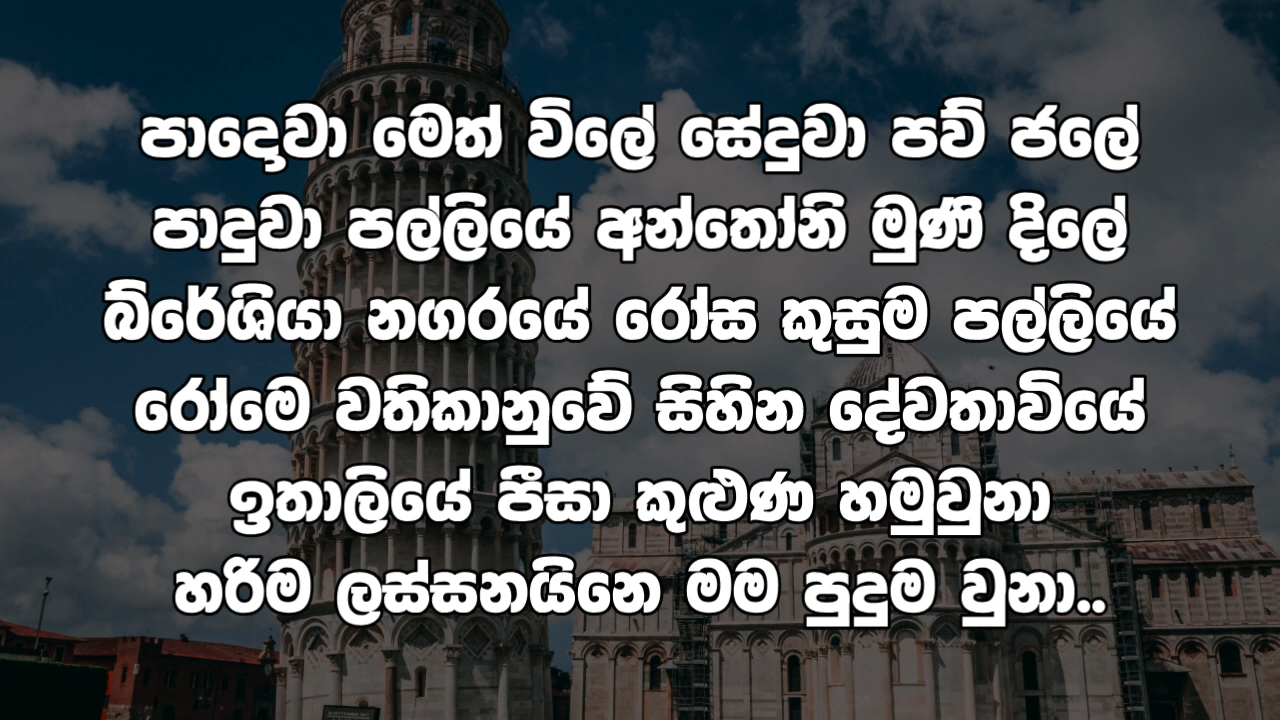 පාදොවා මෙත් විලේ සේදුවා පව් ජලේ
පාදුවා පල්ලියේ අන්තෝනි මුණි දිලේ
බ්රේශියා නගරයේ රෝස කුසුම පල්ලියේ
රෝමෙ වතිකානුවේ සිහින දේවතාවියේ
ඉතාලියේ පීසා කුළුණ හමුවුනා
හරිම ලස්සනයිනෙ මම පුදුම වුනා..